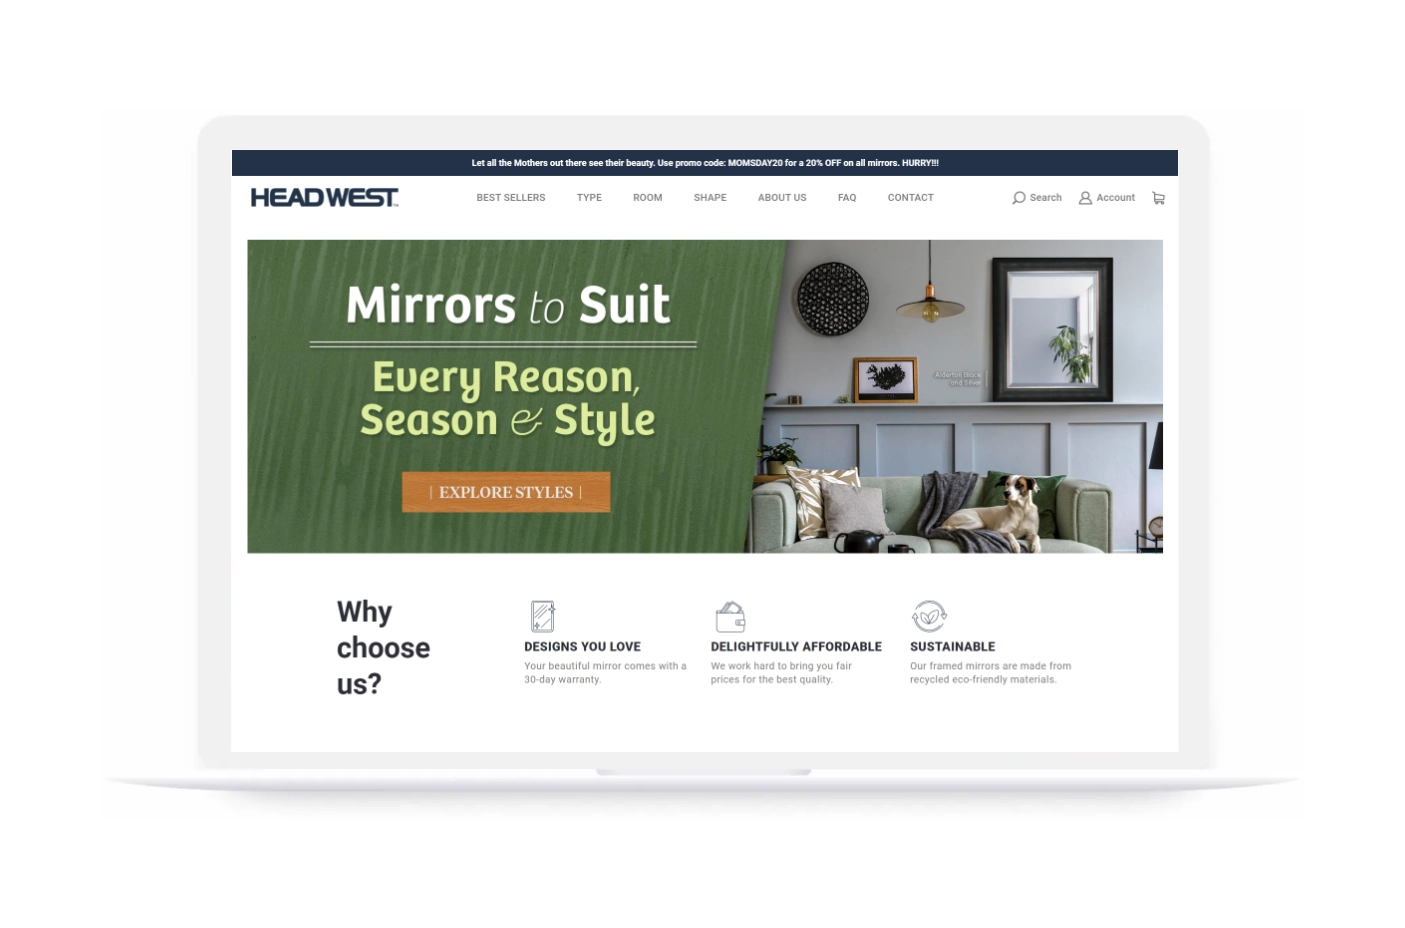 Let all the Mothers out there see their beauty. Use promo code: MOMSDAY20 for a 20% OFF on all mirrors. HURRY!!!
HEAD WEST™
BEST SELLERS TYPE ROOM SHAPE ABOUT US FAQ CONTACT Search Account
Mirrors to Suit
Every Reason,
Season & Style
| EXPLORE STYLES |
Alderton Black
and Silver
Why
choose
us?
DESIGNS YOU LOVE
Your beautiful mirror comes with a
30-day warranty.
DELIGHTFULLY AFFORDABLE
We work hard to bring you fair
prices for the best quality.
SUSTAINABLE
Our framed mirrors are made from
recycled eco-friendly materials.